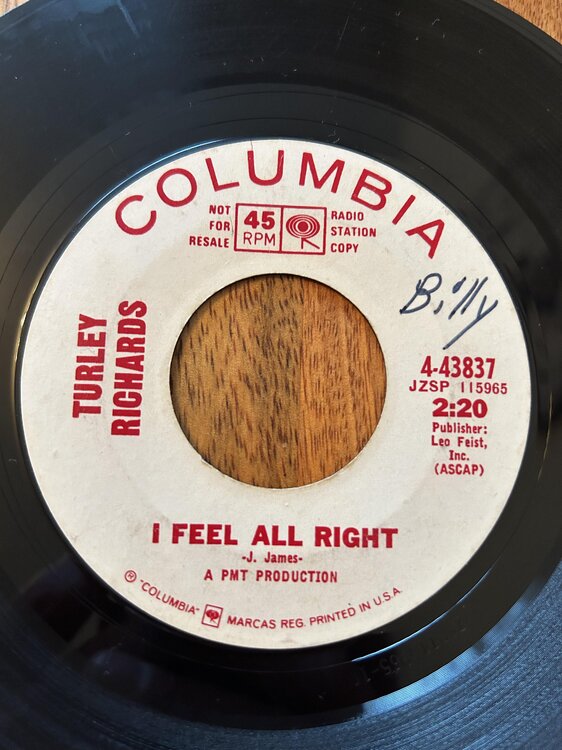 COLUMBIA
NOT
FOR
RESALE
45
RPM
RADIO
STATION
COPY
Billy
TURLEY
RICHARDS
4-43837
JZSP 115965
2:20
Publisher:
Leo Feist,
Inc.
(ASCAP)
I FEEL ALL RIGHT
-J. James-
A PMT PRODUCTION
Ⓟ "COLUMBIA" MARCAS REG. PRINTED IN U.S.A.